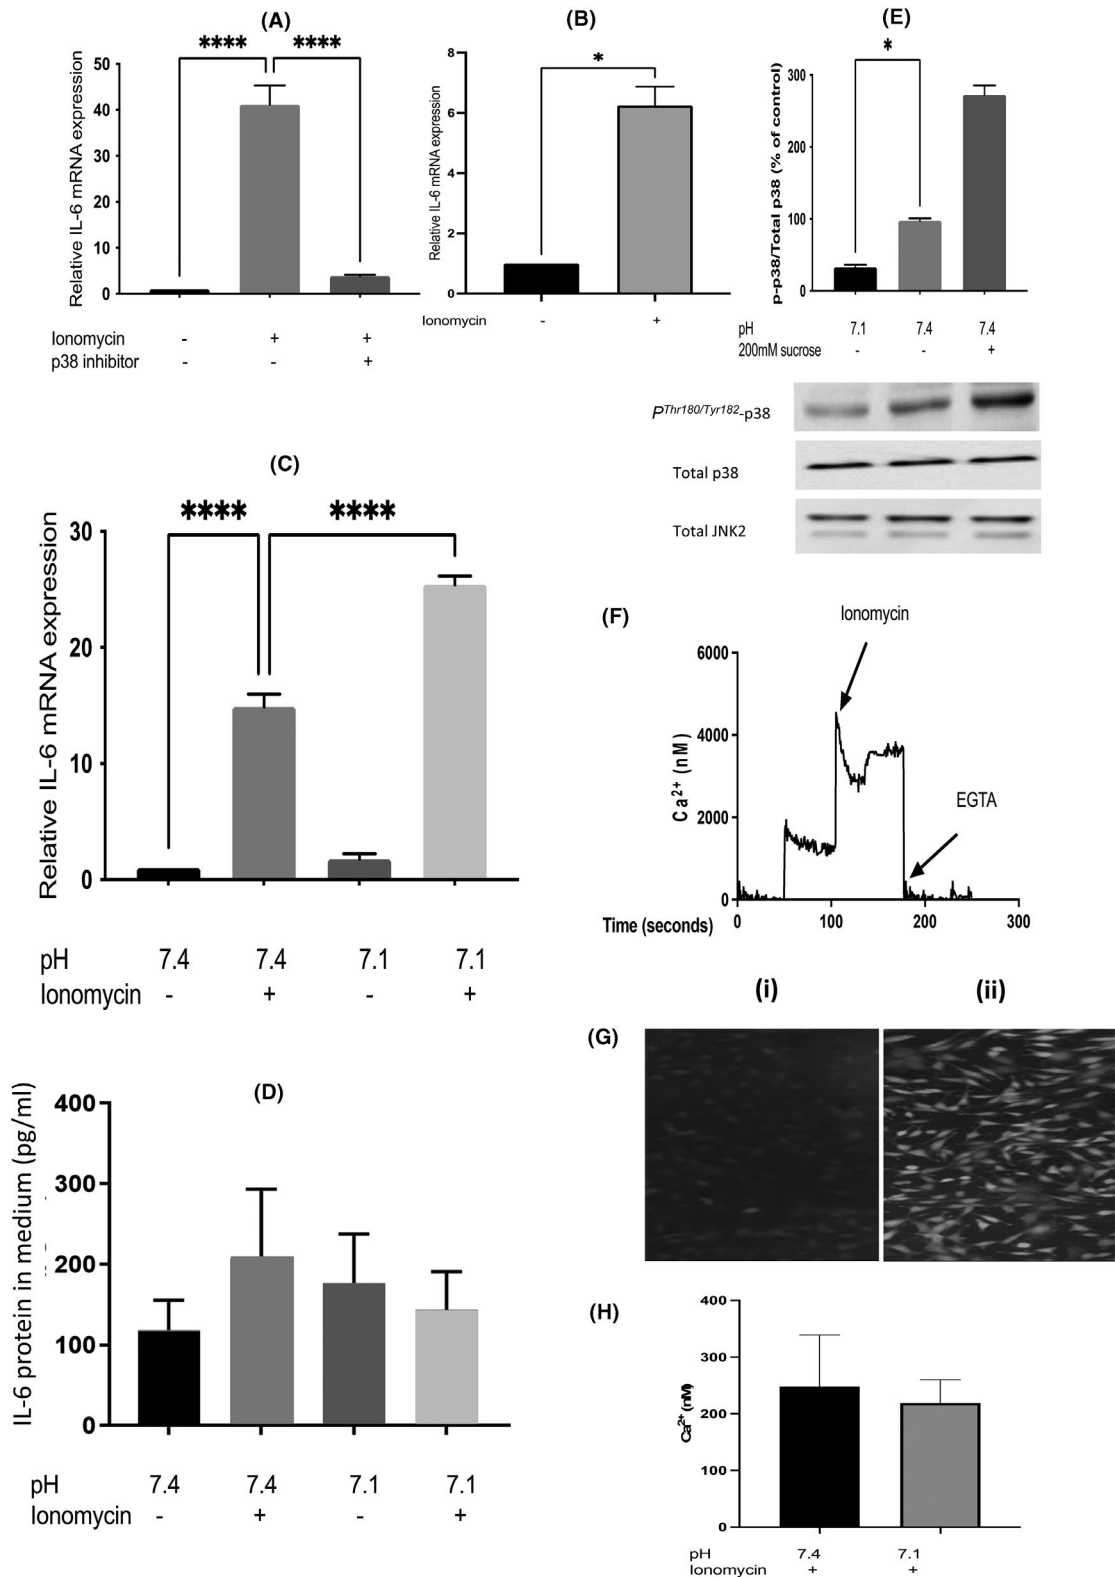 (A)
**** ****
Relative IL-6 mRNA expression
50
40
30
20
10
0
Ionomycin - + +
p38 inhibitor - - +
(B)
*
Relative IL-6 mRNA expression
8
6
4
2
0
Ionomycin - +
(E)
*
p-p38/Total p38 (% of control)
300
200
100
0
pH 7.1 7.4 7.4
200mM sucrose - - +
PThr180/Tyr182-p38
Total p38
Total JNK2
(C)
**** ****
Relative IL-6 mRNA expression
30
20
10
0
pH 7.4 7.4 7.1 7.1
Ionomycin - + - +
(F)
Ionomycin
EGTA
Ca2+ (nM)
6000
4000
2000
0
Time (seconds) 0 100 200 300
(D)
IL-6 protein in medium (pg/ml)
400
300
200
100
0
pH 7.4 7.4 7.1 7.1
Ionomycin - + - +
(i) (ii)
(G)
(H)
Ca2+ (nM)
400
300
200
100
0
pH 7.4 7.1
Ionomycin + +